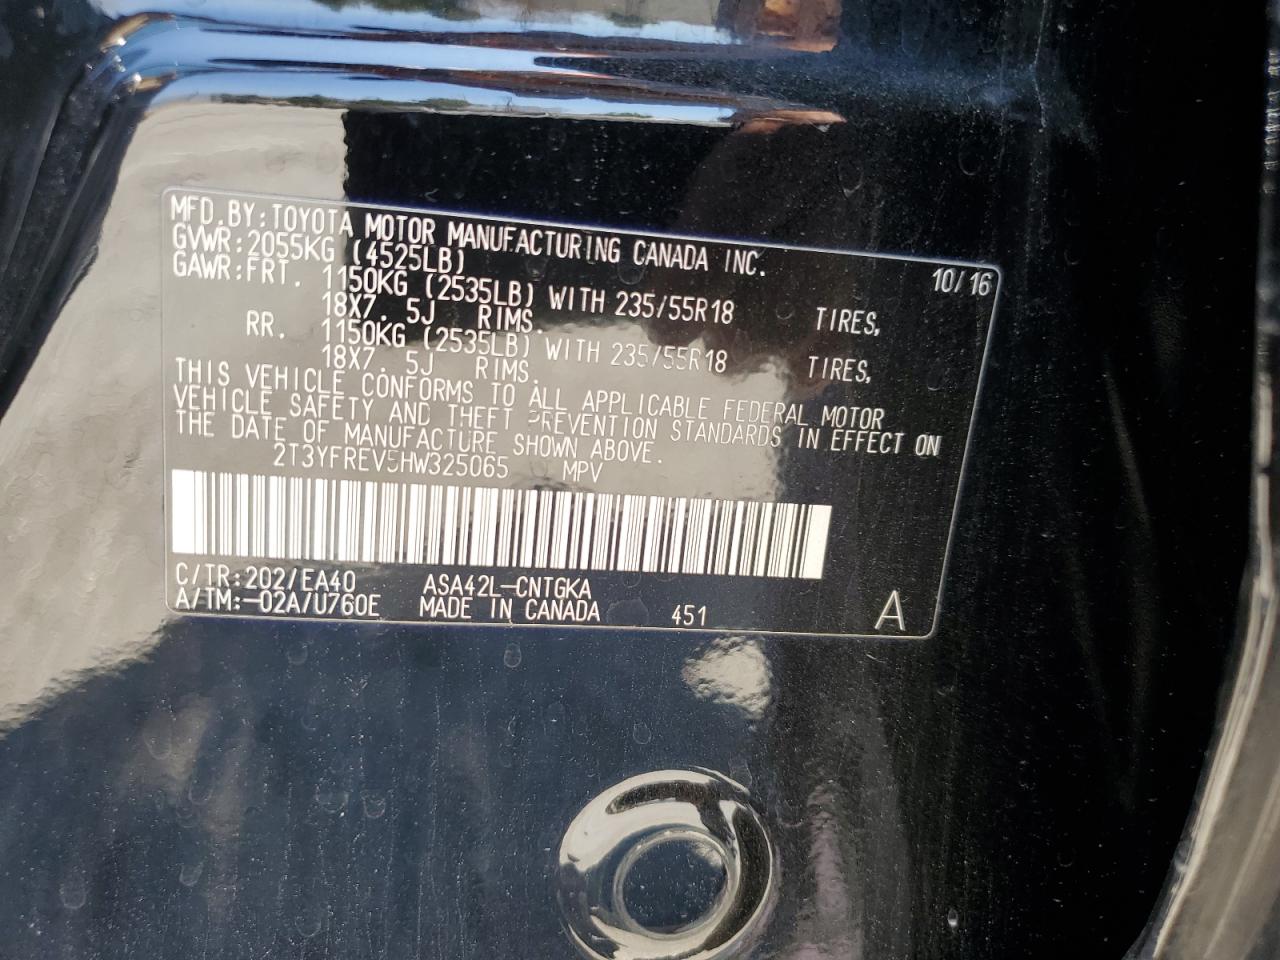 MFD.BY:TOYOTA MOTOR MANUFACTURING CANADA INC. 10/16
GVWR:2055KG (4525LB)
GAWR:FRT. 1150KG (2535LB) WITH 235/55R18 TIRES,
18X7.5J RIMS.
RR. 1150KG (2535LB) WITH 235/55R18 TIRES,
18X7.5J RIMS.
THIS VEHICLE CONFORMS TO ALL APPLICABLE FEDERAL MOTOR
VEHICLE SAFETY AND THEFT PREVENTION STANDARDS IN EFFECT ON
THE DATE OF MANUFACTURE SHOWN ABOVE.
2T3YFREV5HW325065 MPV
C/TR:202/EA40 ASA42L-CNTGKA
A/TM:-02A/U760E MADE IN CANADA 451 A